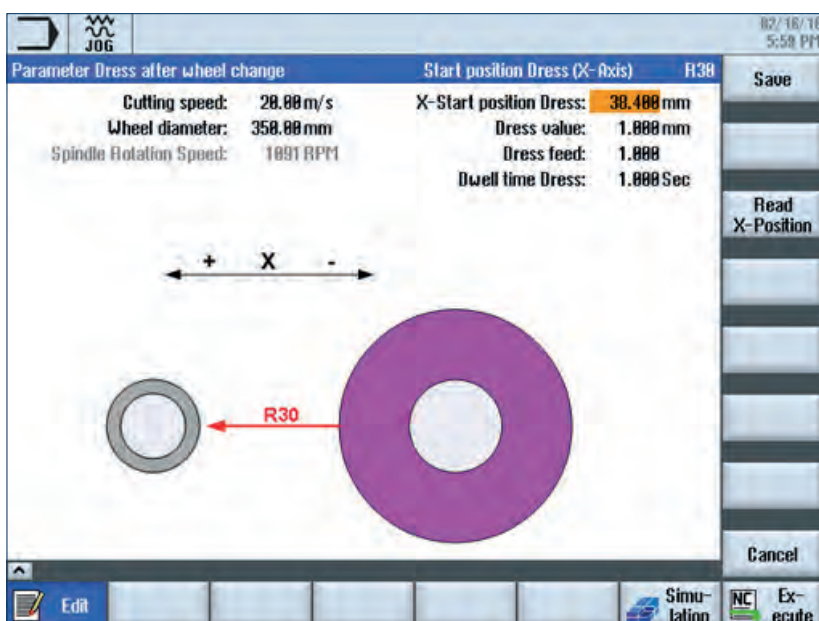 JOG
02/16/16
5:59 PM
Parameter Dress after wheel change
Start position Dress (X-Axis) R30
Cutting speed: 20.00 m/s
Wheel diameter: 350.00 mm
Spindle Rotation Speed: 1091 RPM
X-Start position Dress: 38.400 mm
Dress value: 1.000 mm
Dress feed: 1.000
Dwell time Dress: 1.000 Sec
+ X -
R30
Save
Read
X-Position
Cancel
Edit
Simu-
lation
NC Ex-
ecute